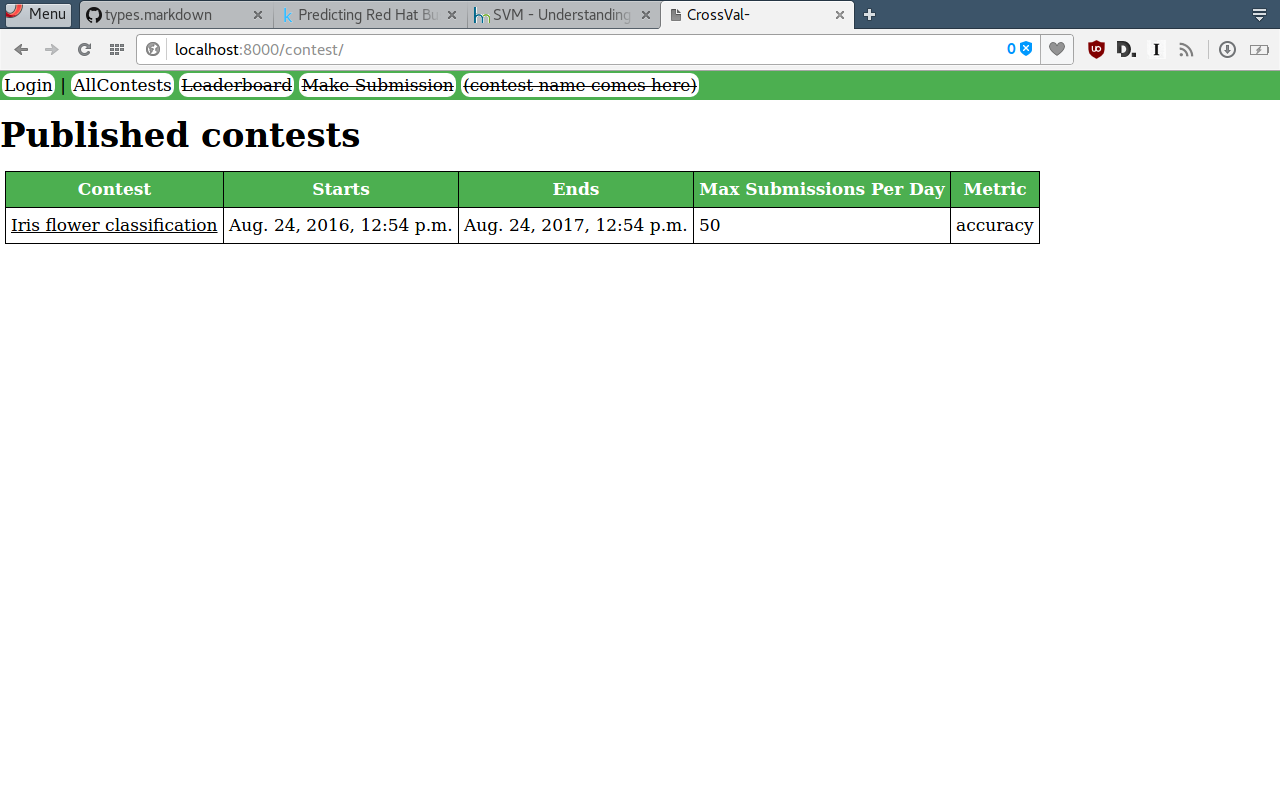 Menu types.markdown Predicting Red Hat Bu SVM - Understanding CrossVal-
localhost:8000/contest/ 0 UO D. I
Login | AllContests Leaderboard Make Submission (contest name comes here)
Published contests
Contest Starts Ends Max Submissions Per Day Metric
Iris flower classification Aug. 24, 2016, 12:54 p.m. Aug. 24, 2017, 12:54 p.m. 50 accuracy